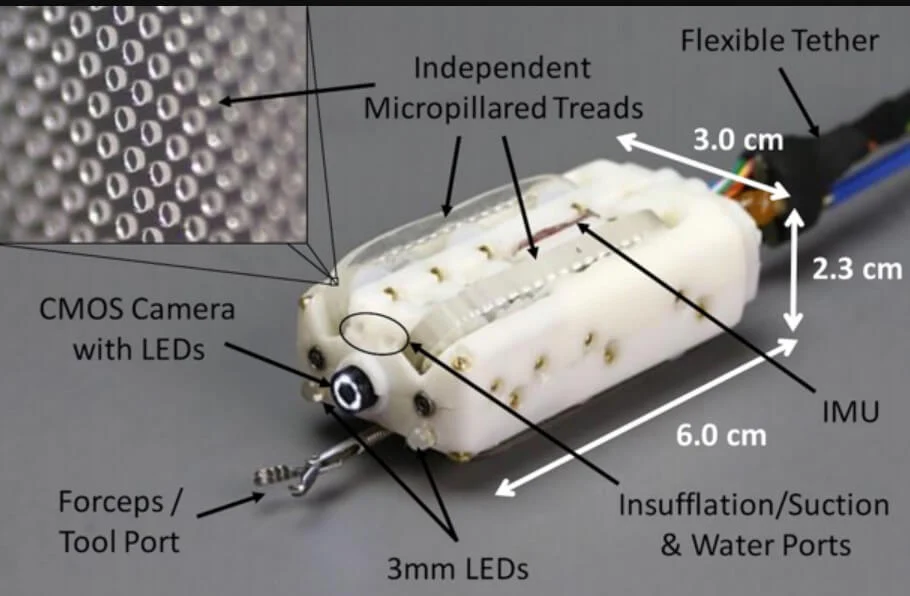 Flexible Tether
Independent
Micropillared Treads
3.0 cm
2.3 cm
CMOS Camera
with LEDs
IMU
6.0 cm
Forceps /
Tool Port
Insufflation/Suction
& Water Ports
3mm LEDs